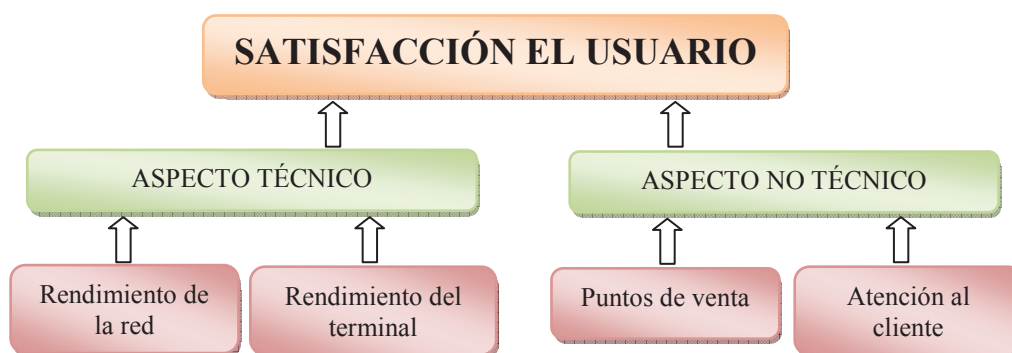 SATISFACCIÓN EL USUARIO
ASPECTO TÉCNICO
ASPECTO NO TÉCNICO
Rendimiento de
la red
Rendimiento del
terminal
Puntos de venta
Atención al
cliente